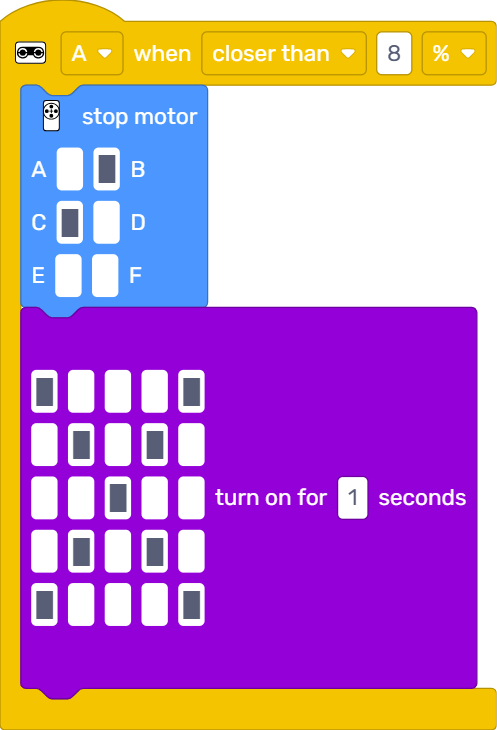 A when closer than 8 %
stop motor
A B
C D
E F
turn on for 1 seconds